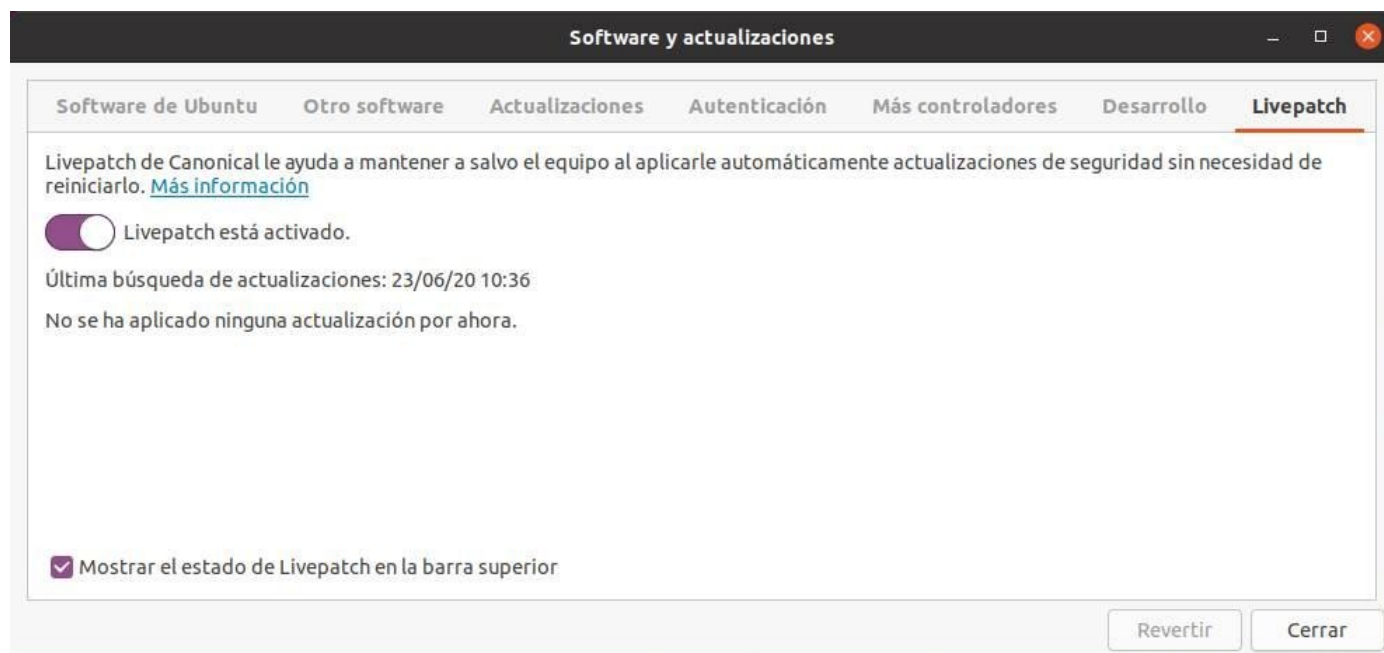 Software y actualizaciones
Software de Ubuntu
Otro software
Actualizaciones
Autenticación
Más controladores
Desarrollo
Livepatch
Livepatch de Canonical le ayuda a mantener a salvo el equipo al aplicarle automáticamente actualizaciones de seguridad sin necesidad de
reiniciarlo. Más información
Livepatch está activado.
Última búsqueda de actualizaciones: 23/06/20 10:36
No se ha aplicado ninguna actualización por ahora.
Mostrar el estado de Livepatch en la barra superior
Revertir
Cerrar